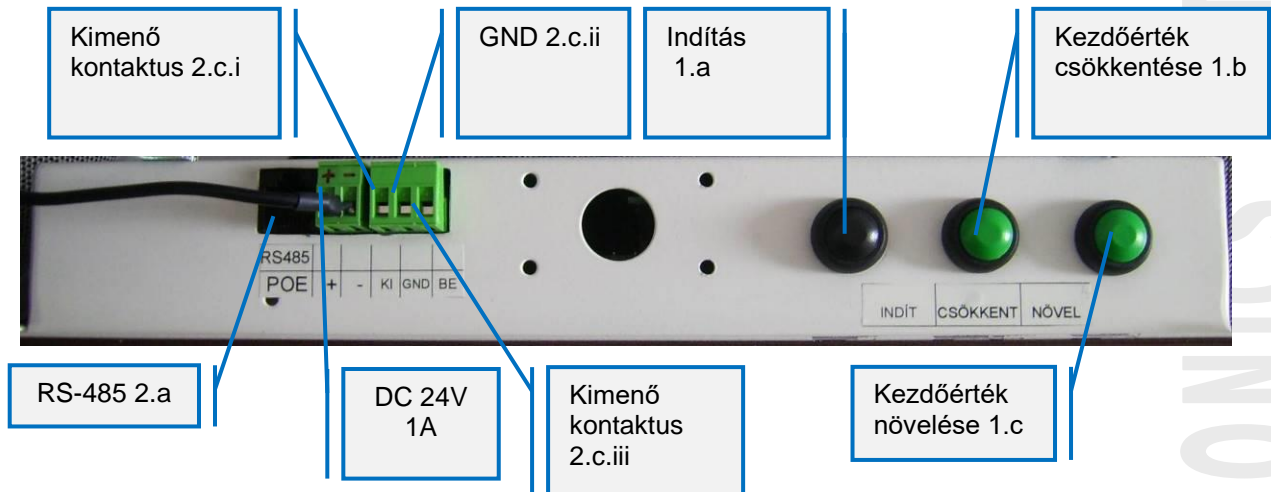 Kimenő
kontaktus 2.c.i
GND 2.c.ii
Indítás
1.a
Kezdőérték
csökkentése 1.b
+ -
RS485
POE + - KI GND BE
INDÍT CSÖKKENT NÖVEL
RS-485 2.a
DC 24V
1A
Kimenő
kontaktus
2.c.iii
Kezdőérték
növelése 1.c
ONIC